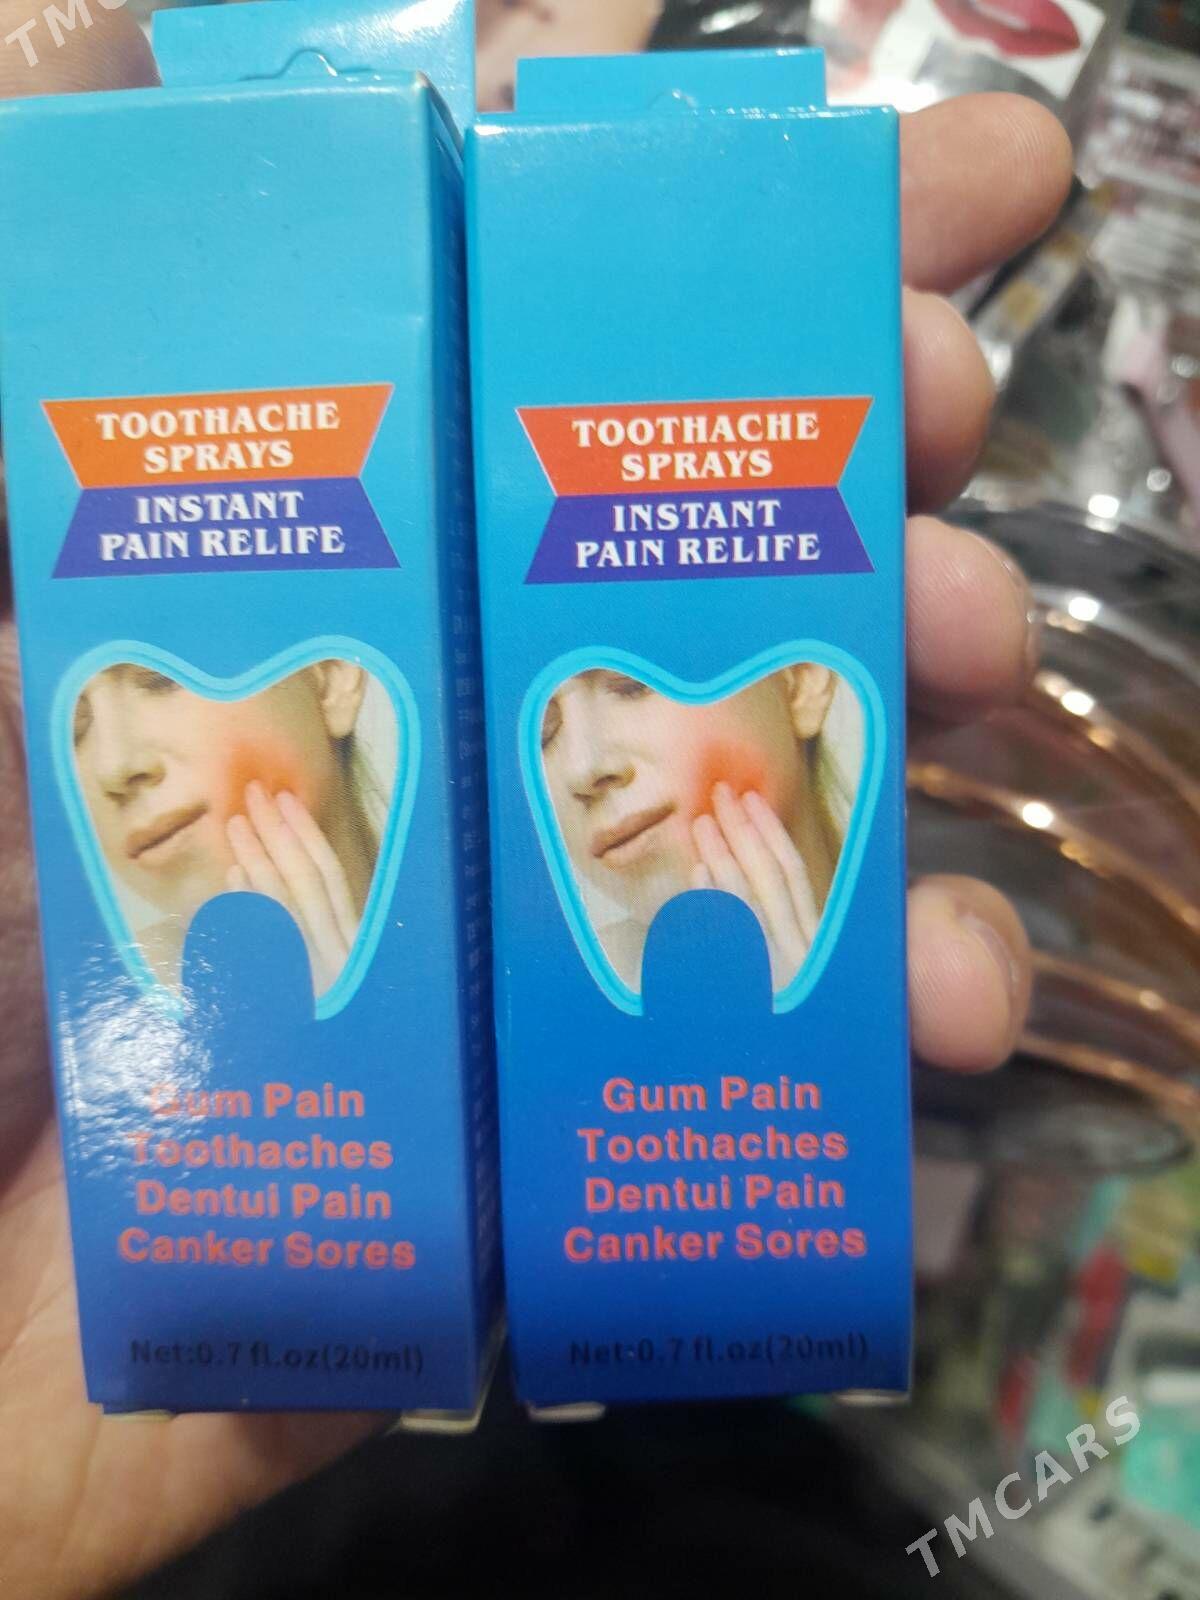 TMC
TOOTHACHE
SPRAYS
INSTANT
PAIN RELIFE
Gum Pain
Toothaches
Dentui Pain
Canker Sores
Net:0.7 fl.oz(20ml)
TOOTHACHE
SPRAYS
INSTANT
PAIN RELIFE
Gum Pain
Toothaches
Dentui Pain
Canker Sores
Net:0.7 fl.oz(20ml)
TMCARS